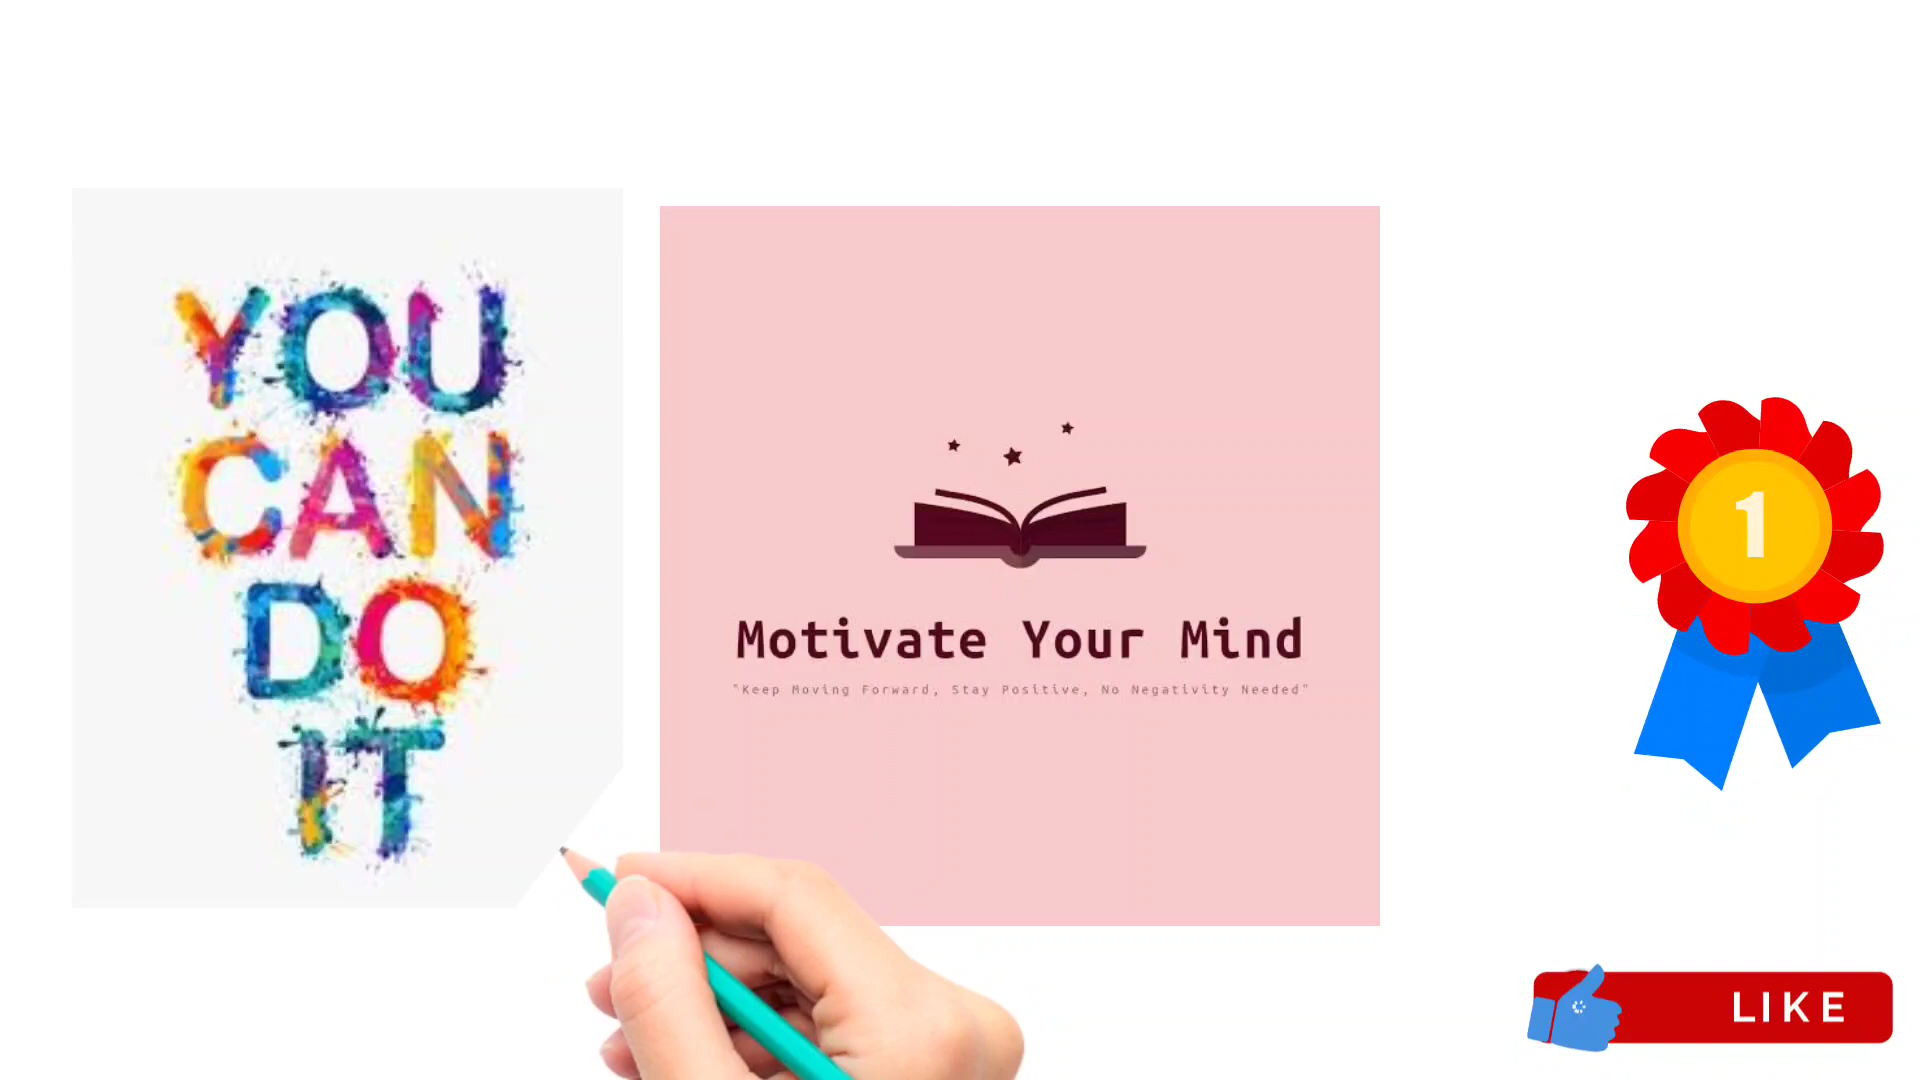 YOU
CAN
DO
IT
Motivate Your Mind
"Keep Moving Forward, Stay Positive, No Negativity Needed"
1
LIKE